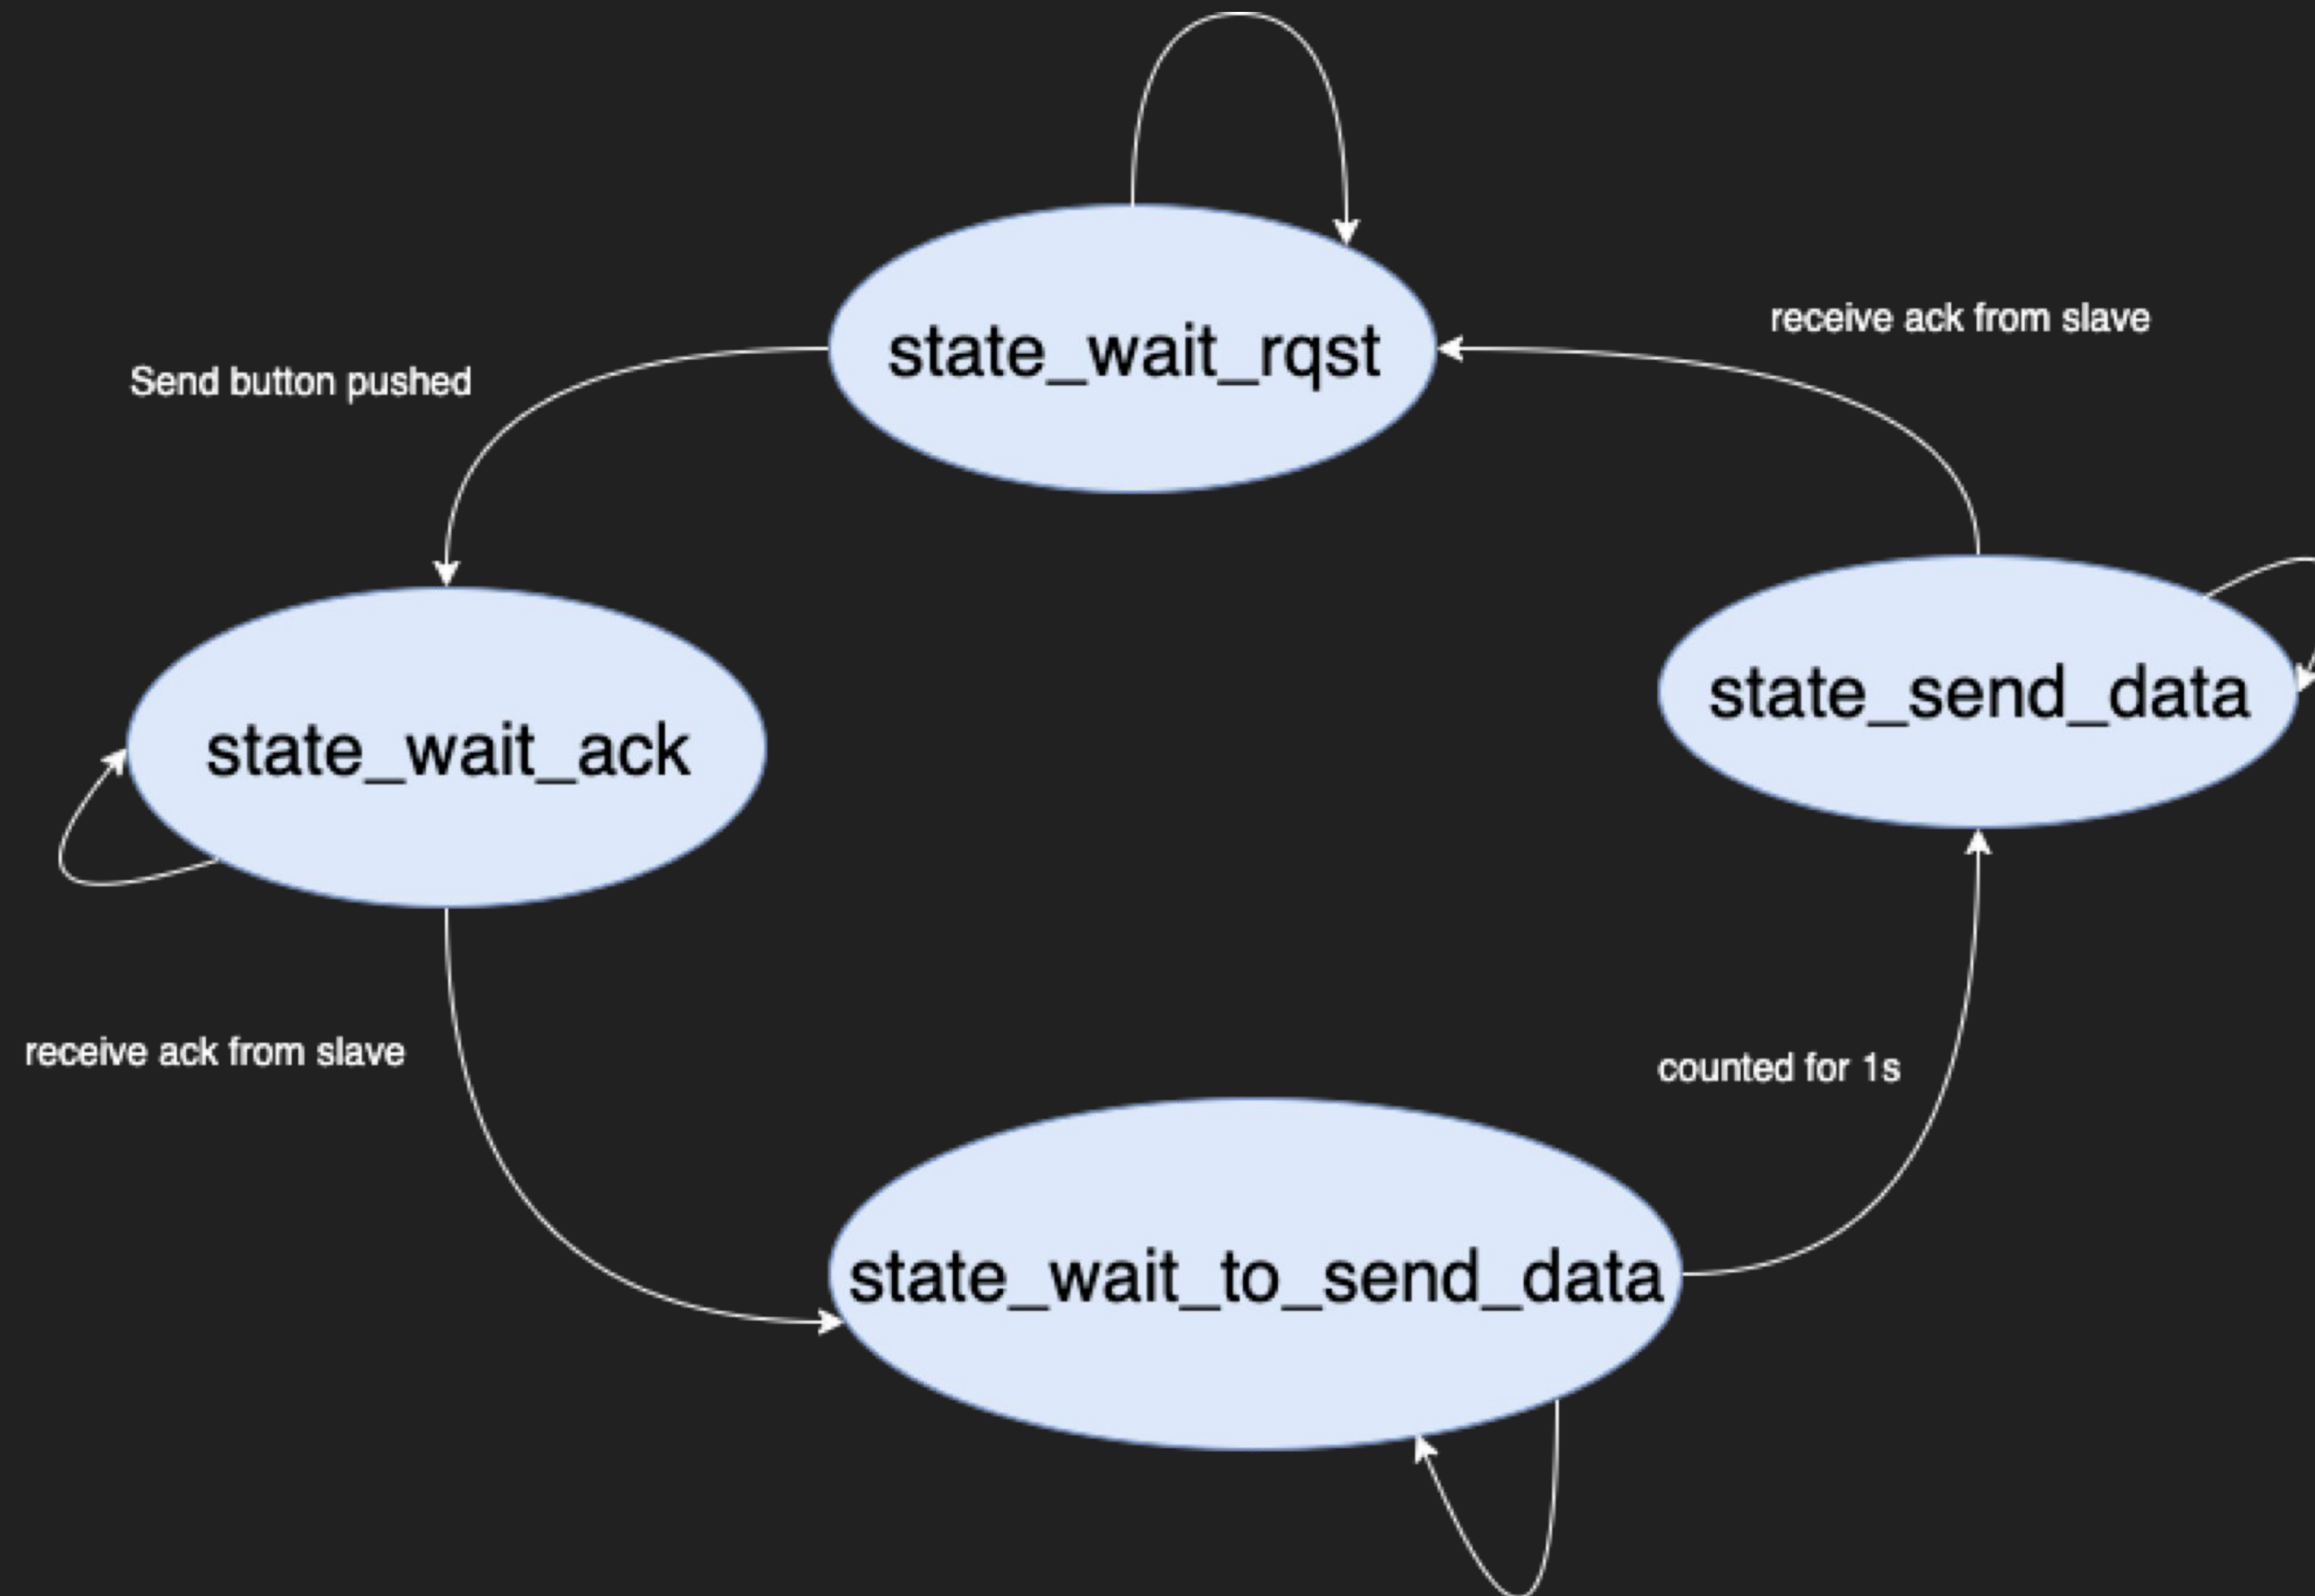 state_wait_rqst
receive ack from slave
Send button pushed
state_send_data
state_wait_ack
receive ack from slave
counted for 1s
state_wait_to_send_data